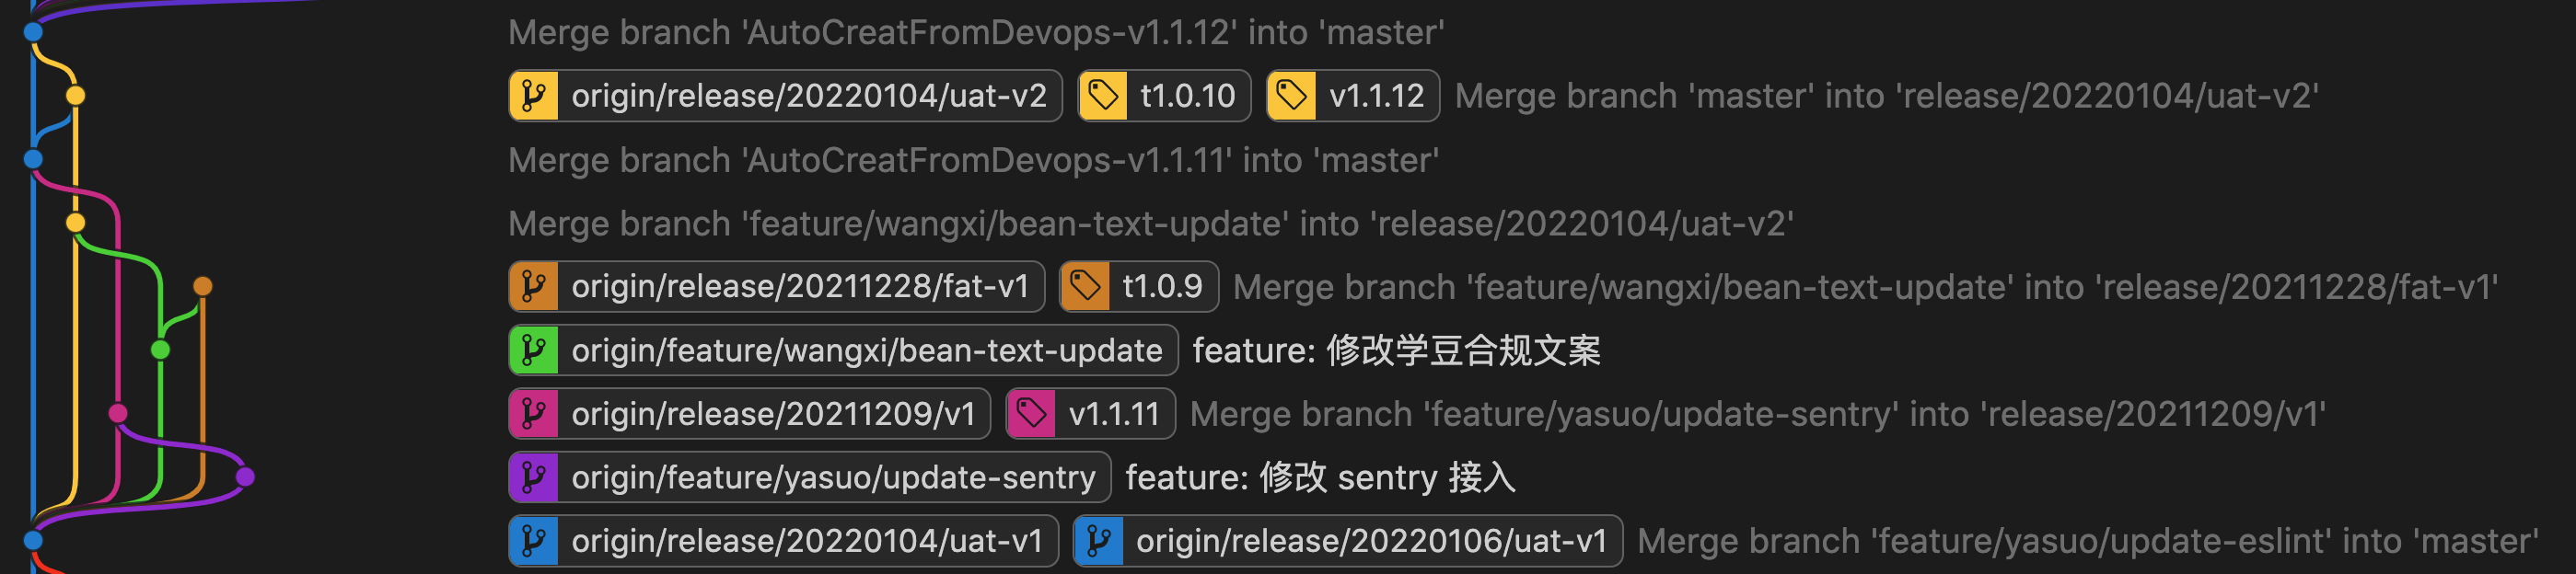 Merge branch 'AutoCreatFromDevops-v1.1.12' into 'master'
origin/release/20220104/uat-v2 t1.0.10 v1.1.12 Merge branch 'master' into 'release/20220104/uat-v2'
Merge branch 'AutoCreatFromDevops-v1.1.11' into 'master'
Merge branch 'feature/wangxi/bean-text-update' into 'release/20220104/uat-v2'
origin/release/20211228/fat-v1 t1.0.9 Merge branch 'feature/wangxi/bean-text-update' into 'release/20211228/fat-v1'
origin/feature/wangxi/bean-text-update feature: 修改学豆合规文案
origin/release/20211209/v1 v1.1.11 Merge branch 'feature/yasuo/update-sentry' into 'release/20211209/v1'
origin/feature/yasuo/update-sentry feature: 修改 sentry 接入
origin/release/20220104/uat-v1 origin/release/20220106/uat-v1 Merge branch 'feature/yasuo/update-eslint' into 'master'